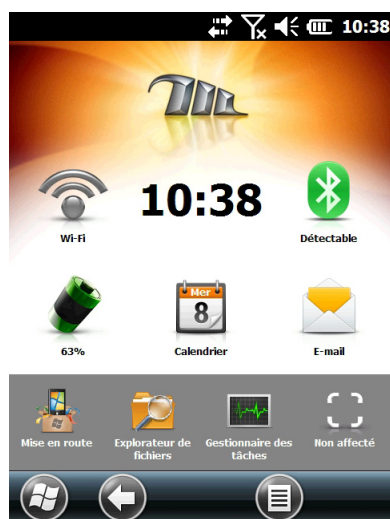 10:38
10:38
Wi-Fi
Détectable
Mer
8
63%
Calendrier
E-mail
Mise en route
Explorateur de
fichiers
Gestionnaire des
tâches
Non affecté